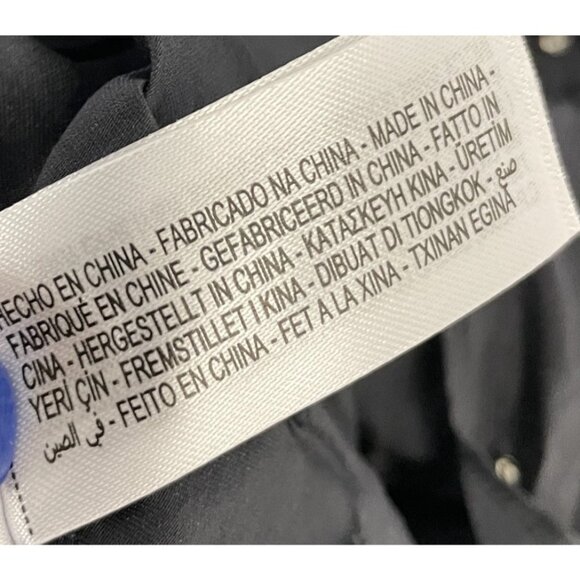 HECHO EN CHINA - FABRICADO NA CHINA - MADE IN CHINA -
FABRIQUÉ EN CHINE - GEFABRICEERD IN CHINA - FATTO IN
CINA - HERGESTELLT IN CHINA - ΚΑΤΑΣΚΕΥΗ ΚΙΝΑ - ÜRETİM
YERİ ÇİN - FREMSTILLET I KINA - DIBUAT DI TIONGKOK - صنع
في الصين - FEITO EN CHINA - FET A LA XINA - TXINAN EGINA